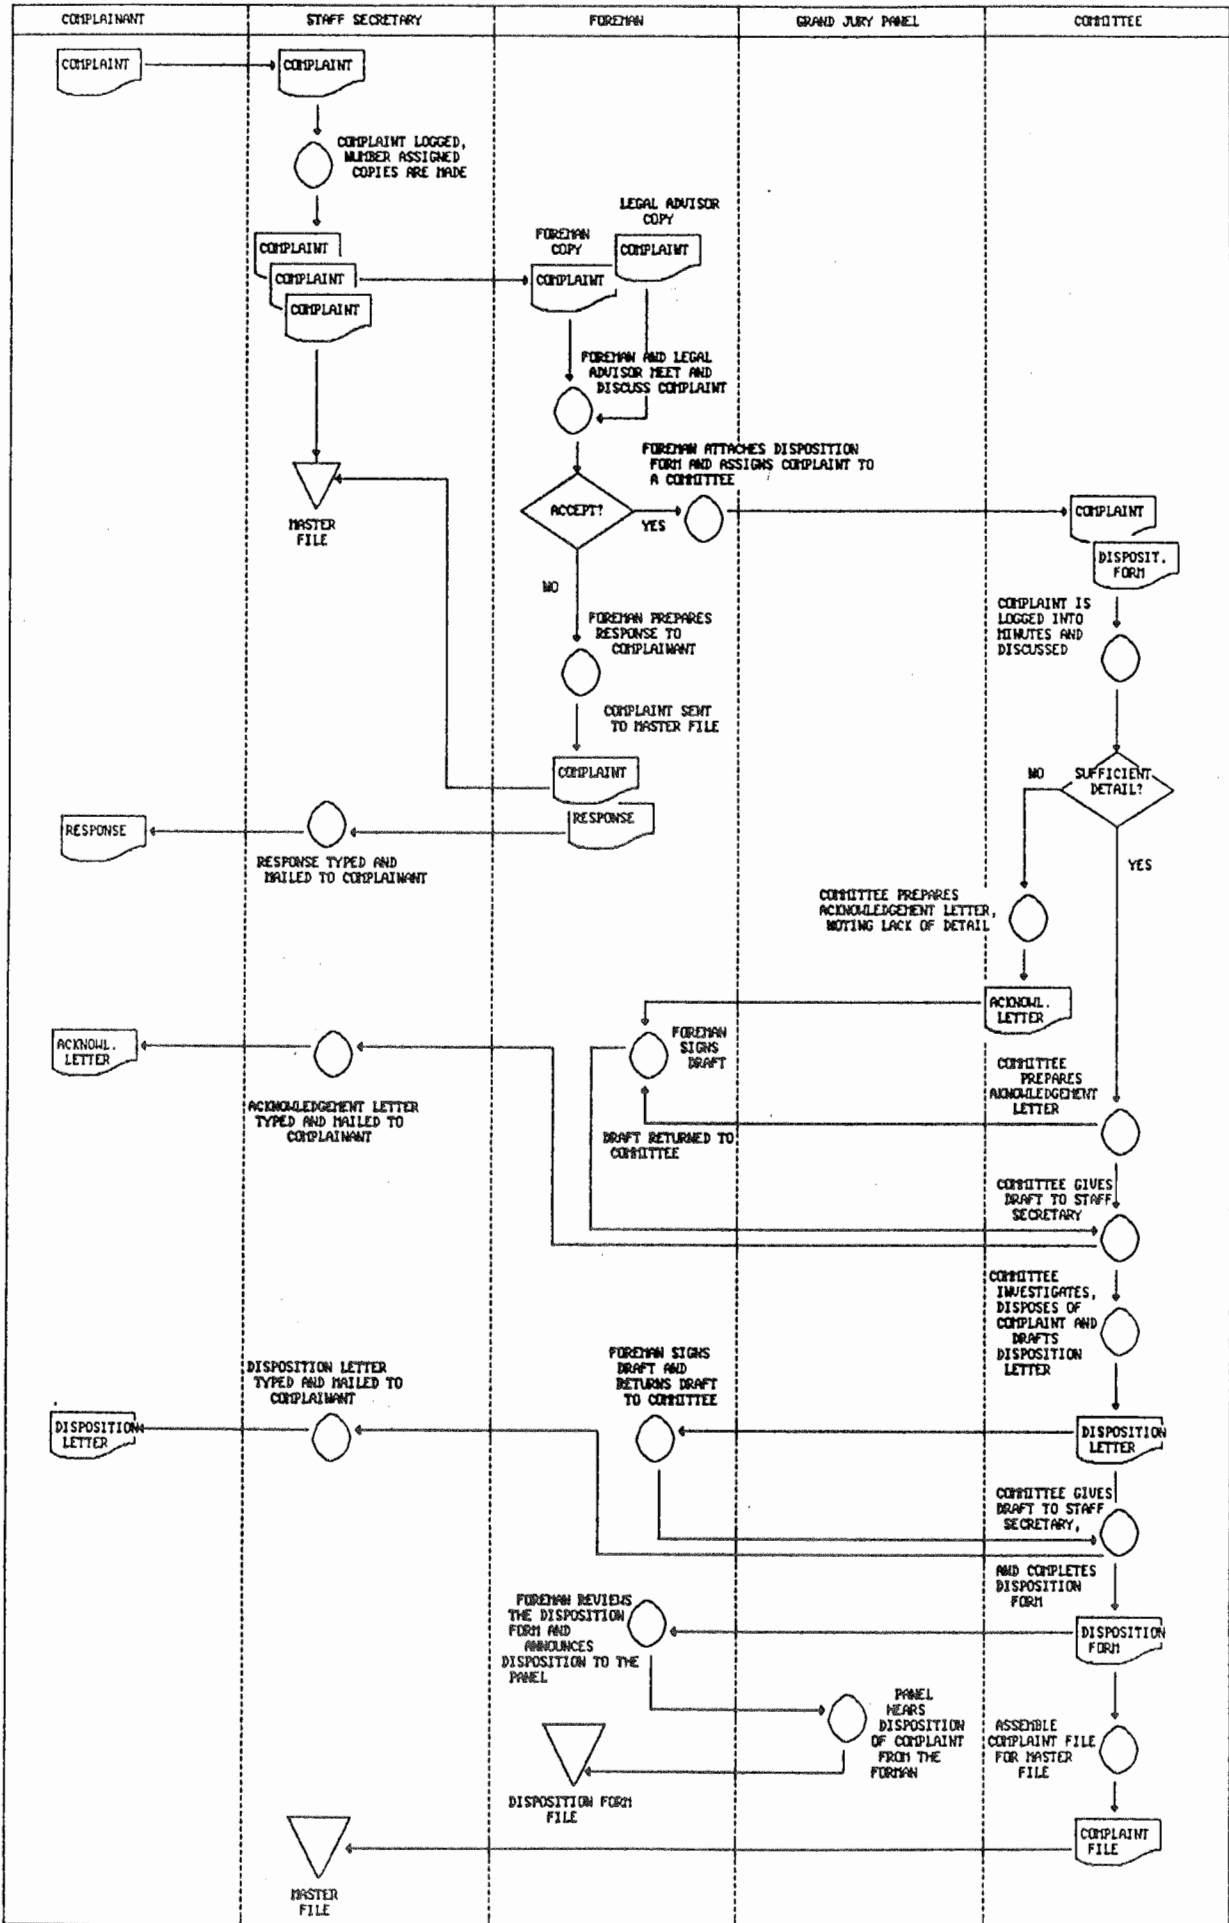 COMPLAINANT
STAFF SECRETARY
FOREMAN
GRAND JURY PANEL
COMMITTEE
COMPLAINT
COMPLAINT
COMPLAINT LOGGED,
NUMBER ASSIGNED
COPIES ARE MADE
LEGAL ADVISOR
COPY
FOREMAN
COPY
COMPLAINT
COMPLAINT
COMPLAINT
COMPLAINT
COMPLAINT
FOREMAN AND LEGAL
ADVISOR MEET AND
DISCUSS COMPLAINT
FOREMAN ATTACHES DISPOSITION
FORM AND ASSIGNS COMPLAINT TO
A COMMITTEE
ACCEPT?
YES
NO
MASTER
FILE
COMPLAINT
DISPOSIT.
FORM
COMPLAINT IS
LOGGED INTO
MINUTES AND
DISCUSSED
FOREMAN PREPARES
RESPONSE TO
COMPLAINANT
COMPLAINT SENT
TO MASTER FILE
COMPLAINT
RESPONSE
RESPONSE
RESPONSE TYPED AND
MAILED TO COMPLAINANT
NO
SUFFICIENT
DETAIL?
YES
COMMITTEE PREPARES
ACKNOWLEDGEMENT LETTER,
NOTING LACK OF DETAIL
ACKNOWL.
LETTER
FOREMAN
SIGNS
DRAFT
ACKNOWL.
LETTER
ACKNOWLEDGEMENT LETTER
TYPED AND MAILED TO
COMPLAINANT
COMMITTEE
PREPARES
AKNOWLEDGEMENT
LETTER
DRAFT RETURNED TO
COMMITTEE
COMMITTEE GIVES
DRAFT TO STAFF
SECRETARY
COMMITTEE
INVESTIGATES,
DISPOSES OF
COMPLAINT AND
DRAFTS
DISPOSITION
LETTER
FOREMAN SIGNS
DRAFT AND
RETURNS DRAFT
TO COMMITTEE
DISPOSITION LETTER
TYPED AND MAILED TO
COMPLAINANT
DISPOSITION
LETTER
DISPOSITION
LETTER
COMMITTEE GIVES
DRAFT TO STAFF
SECRETARY,
AND COMPLETES
DISPOSITION
FORM
FOREMAN REVIEWS
THE DISPOSITION
FORM AND
ANNOUNCES
DISPOSITION TO THE
PANEL
DISPOSITION
FORM
PANEL
HEARS
DISPOSITION
OF COMPLAINT
FROM THE
FORMAN
ASSEMBLE
COMPLAINT FILE
FOR MASTER
FILE
DISPOSITION FORM
FILE
COMPLAINT
FILE
MASTER
FILE